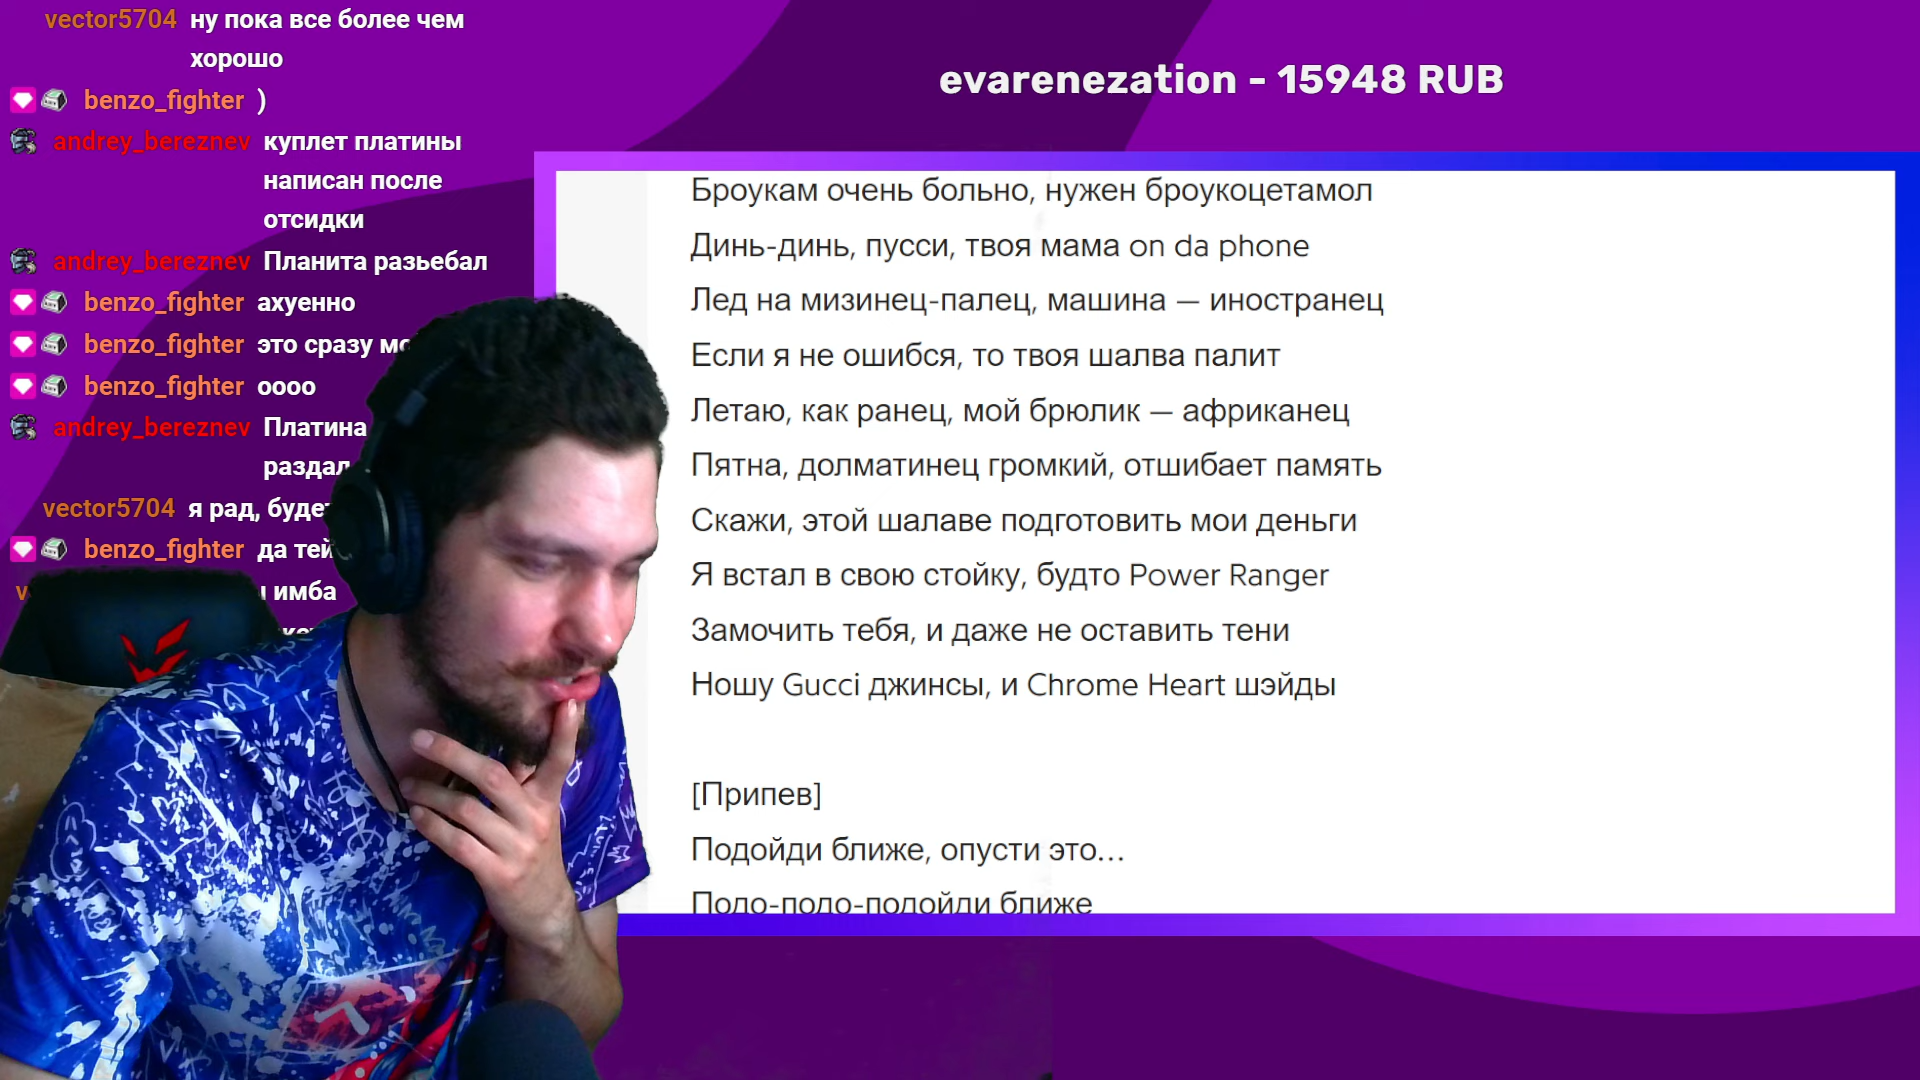 vector5704 ну пока все более чем
хорошо
benzo_fighter )
andrey_bereznev куплет платины
написан после
отсидки
andrey_bereznev Планита разьебал
benzo_fighter ахуенно
benzo_fighter это сразу
benzo_fighter оооо
andrey_bereznev Платина
раздал
vector5704 я рад,
benzo_fighter да
имба
evarenezation - 15948 RUB
Броукам очень больно, нужен броукоцетамол
Динь-динь, пусси, твоя мама on da phone
Лед на мизинец-палец, машина — иностранец
Если я не ошибся, то твоя шалва палит
Летаю, как ранец, мой брюлик — африканец
Пятна, долматинец громкий, отшибает память
Скажи, этой шалаве подготовить мои деньги
Я встал в свою стойку, будто Power Ranger
Замочить тебя, и даже не оставить тени
Ношу Gucci джинсы, и Chrome Heart шэйды
[Припев]
Подойди ближе, опусти это...
Подо-подо-подойди ближе